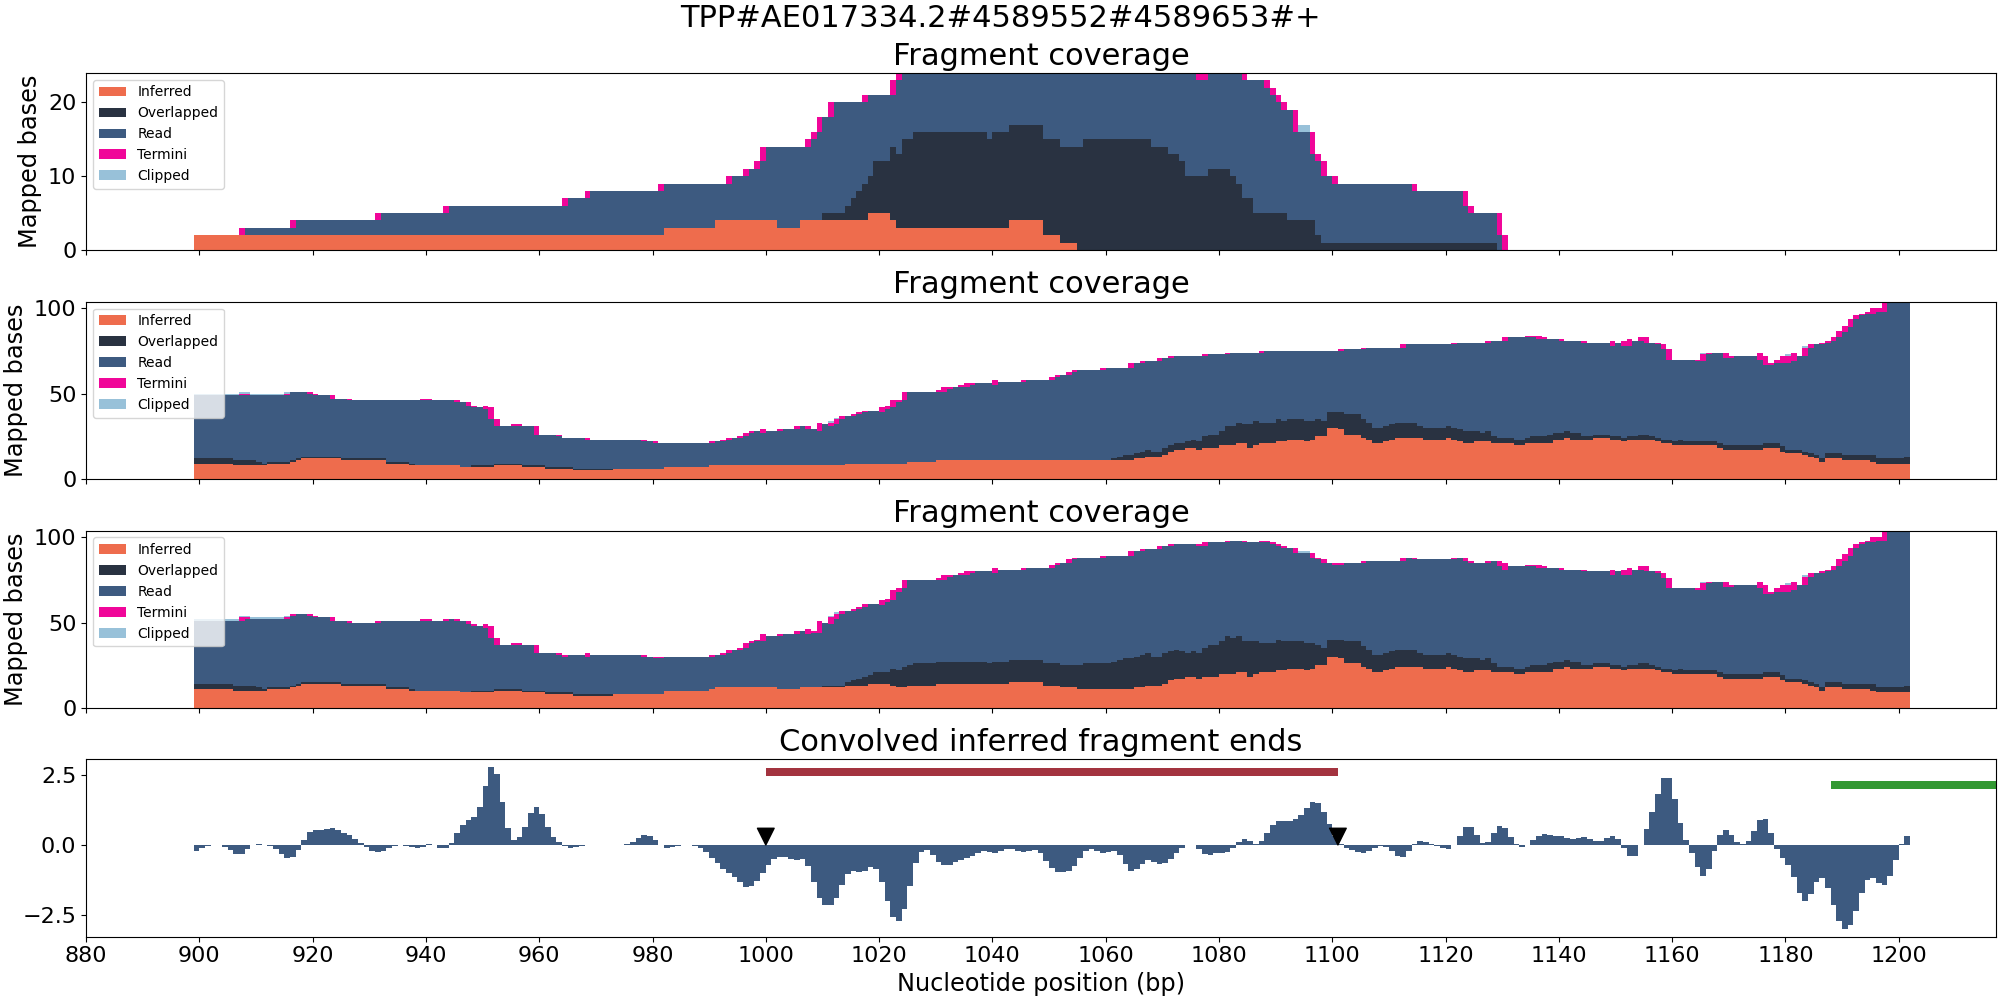 TPP#AE017334.2#4589552#4589653#+
Fragment coverage
Mapped bases
20
10
0
Inferred
Overlapped
Read
Termini
Clipped
Fragment coverage
Mapped bases
100
50
0
Inferred
Overlapped
Read
Termini
Clipped
Fragment coverage
Mapped bases
100
50
0
Inferred
Overlapped
Read
Termini
Clipped
Convolved inferred fragment ends
2.5
0.0
−2.5
880 900 920 940 960 980 1000 1020 1040 1060 1080 1100 1120 1140 1160 1180 1200
Nucleotide position (bp)